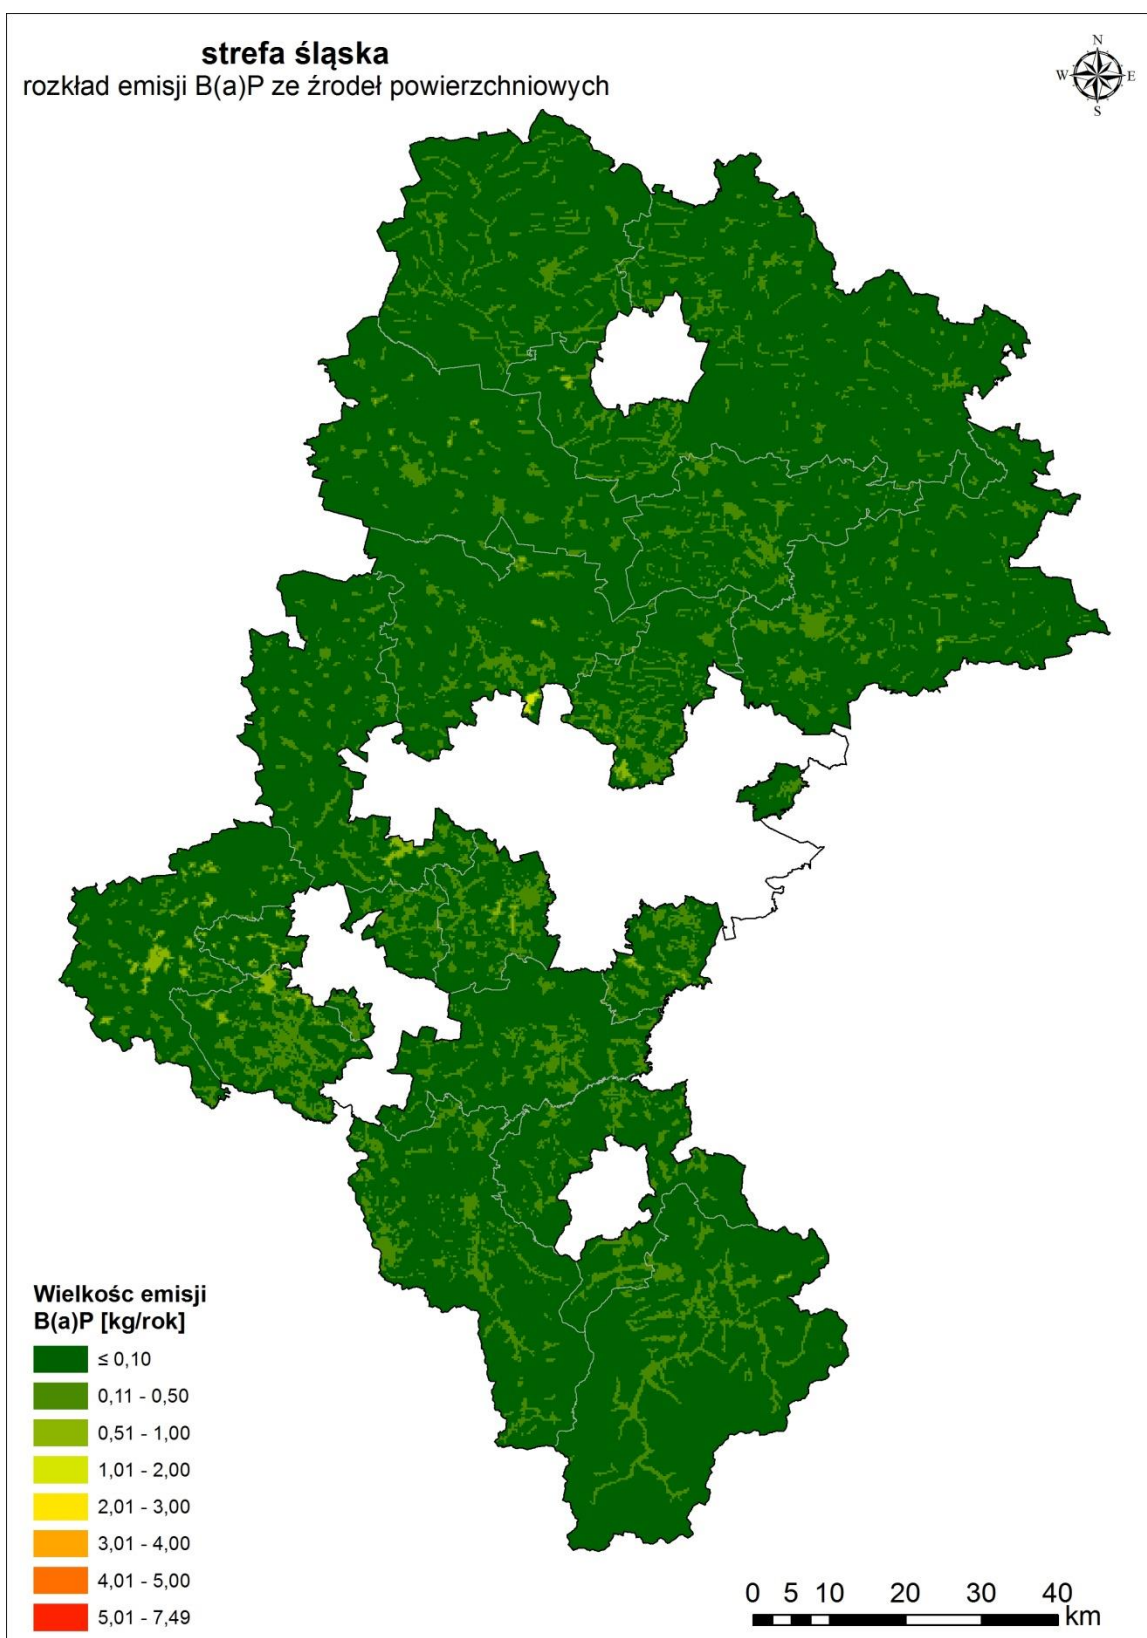 strefa śląska
rozkład emisji B(a)P ze źrodeł powierzchniowych
N
W E
S
Wielkośc emisji
B(a)P [kg/rok]
≤ 0,10
0,11 - 0,50
0,51 - 1,00
1,01 - 2,00
2,01 - 3,00
3,01 - 4,00
4,01 - 5,00
5,01 - 7,49
0 5 10 20 30 40
km